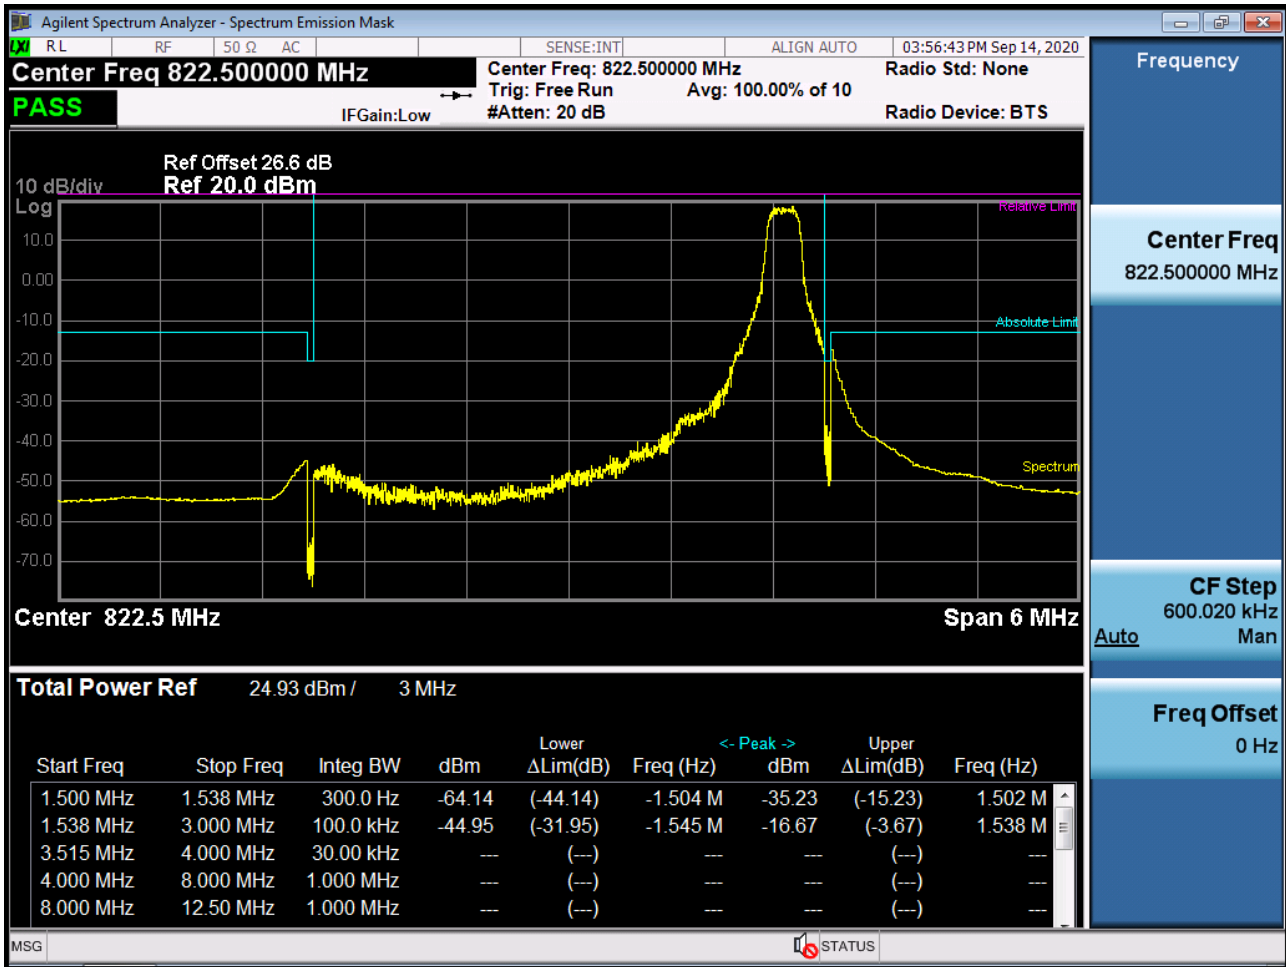 Agilent Spectrum Analyzer - Spectrum Emission Mask
LXI RL RF 50 Ω AC SENSE:INT ALIGN AUTO 03:56:43 PM Sep 14, 2020
Center Freq 822.500000 MHz
Center Freq: 822.500000 MHz Radio Std: None
Trig: Free Run Avg: 100.00% of 10
PASS
IFGain:Low
#Atten: 20 dB Radio Device: BTS
Ref Offset 26.6 dB
10 dB/div Ref 20.0 dBm
Log
Relative Limit
10.0
0.00
-10.0
Absolute Limit
-20.0
-30.0
-40.0
Spectrum
-50.0
-60.0
-70.0
Center 822.5 MHz Span 6 MHz
Total Power Ref 24.93 dBm / 3 MHz
Lower <- Peak -> Upper
Start Freq Stop Freq Integ BW dBm ΔLim(dB) Freq (Hz) dBm ΔLim(dB) Freq (Hz)
1.500 MHz 1.538 MHz 300.0 Hz -64.14 (-44.14) -1.504 M -35.23 (-15.23) 1.502 M
1.538 MHz 3.000 MHz 100.0 kHz -44.95 (-31.95) -1.545 M -16.67 (-3.67) 1.538 M
3.515 MHz 4.000 MHz 30.00 kHz --- (---) --- --- (---) ---
4.000 MHz 8.000 MHz 1.000 MHz --- (---) --- --- (---) ---
8.000 MHz 12.50 MHz 1.000 MHz --- (---) --- --- (---) ---
MSG STATUS
Frequency
Center Freq
822.500000 MHz
CF Step
600.020 kHz
Auto Man
Freq Offset
0 Hz